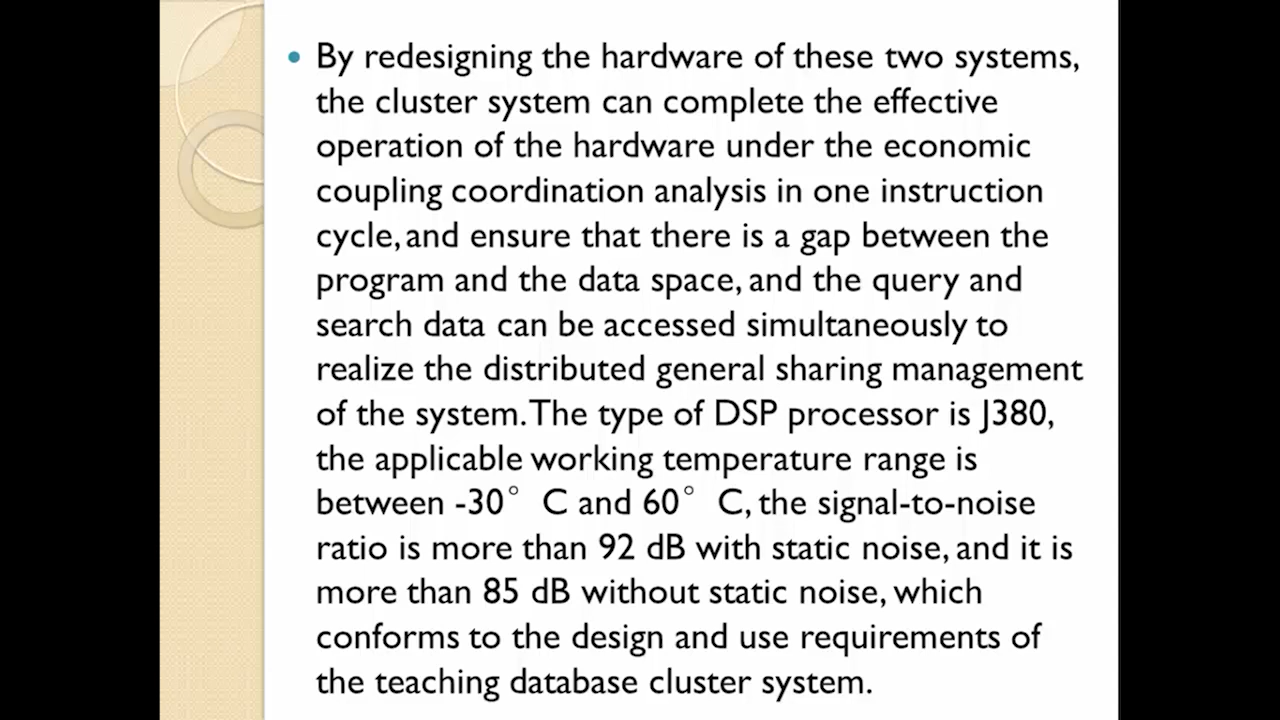 • By redesigning the hardware of these two systems,
the cluster system can complete the effective
operation of the hardware under the economic
coupling coordination analysis in one instruction
cycle, and ensure that there is a gap between the
program and the data space, and the query and
search data can be accessed simultaneously to
realize the distributed general sharing management
of the system. The type of DSP processor is J380,
the applicable working temperature range is
between -30° C and 60° C, the signal-to-noise
ratio is more than 92 dB with static noise, and it is
more than 85 dB without static noise, which
conforms to the design and use requirements of
the teaching database cluster system.